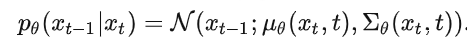 p_θ(x_{t−1}|x_t) = 𝒩(x_{t−1}; μ_θ(x_t, t), Σ_θ(x_t, t)).